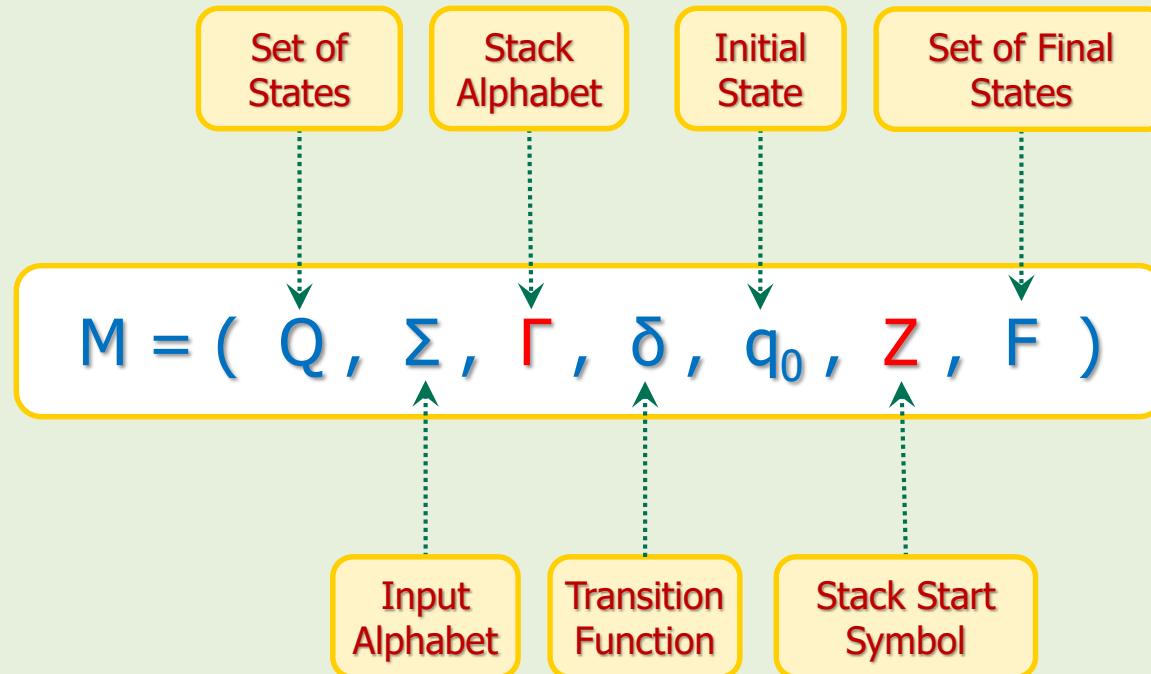 Set of
States
Stack
Alphabet
Initial
State
Set of Final
States
M = ( Q , Σ , Γ , δ , q₀ , Z , F )
Input
Alphabet
Transition
Function
Stack Start
Symbol